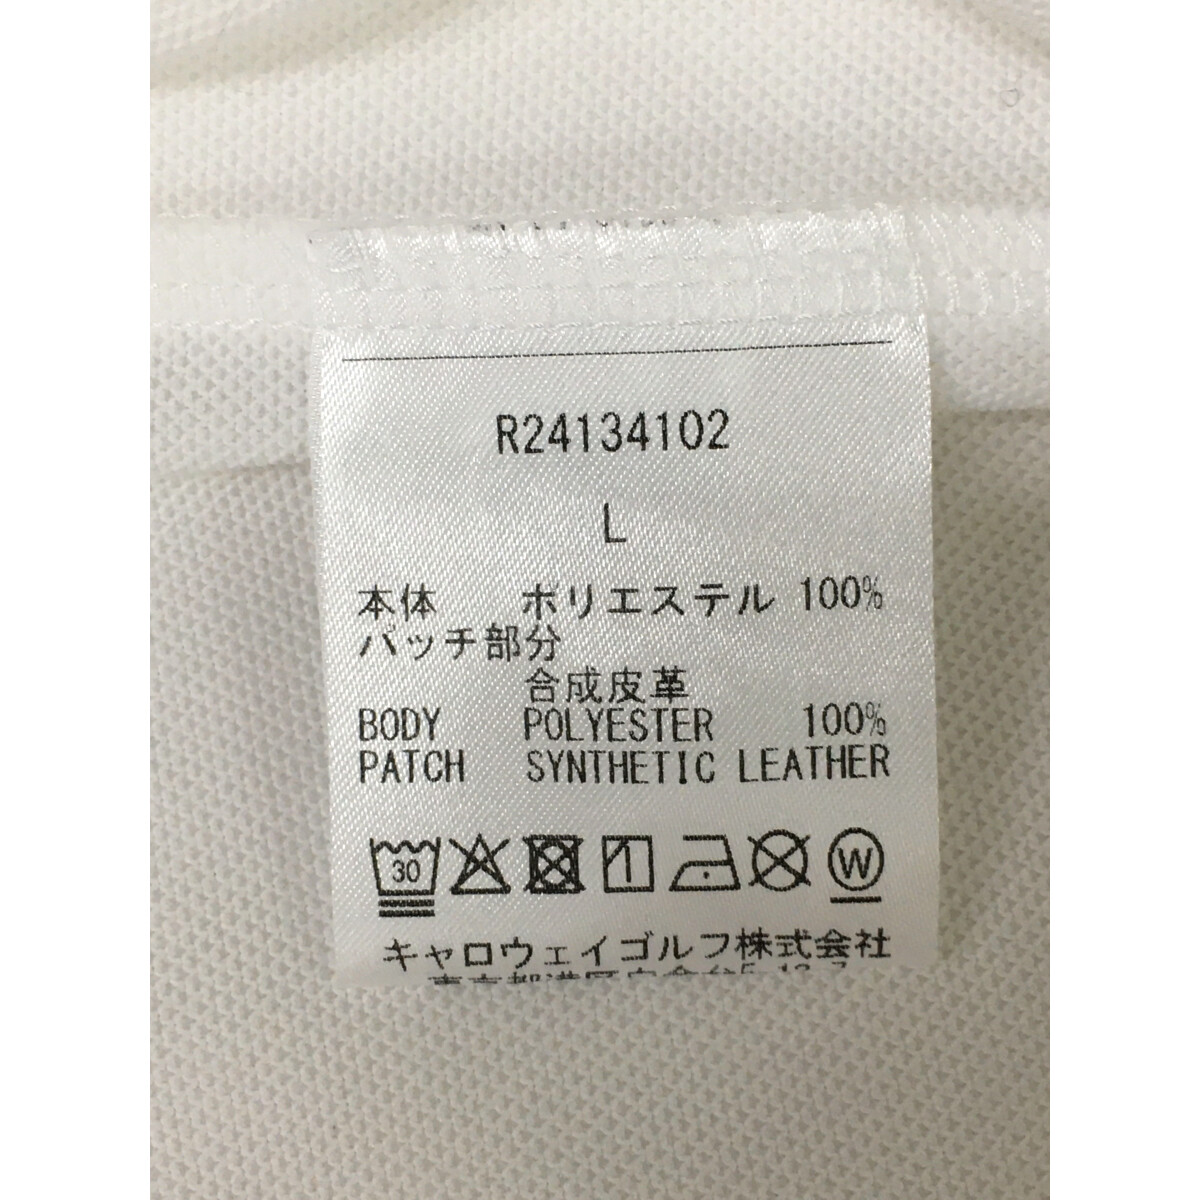 R24134102
L
本体 ポリエステル 100%
パッチ部分
合成皮革
BODY POLYESTER 100%
PATCH SYNTHETIC LEATHER
30 W
キャロウェイゴルフ株式会社